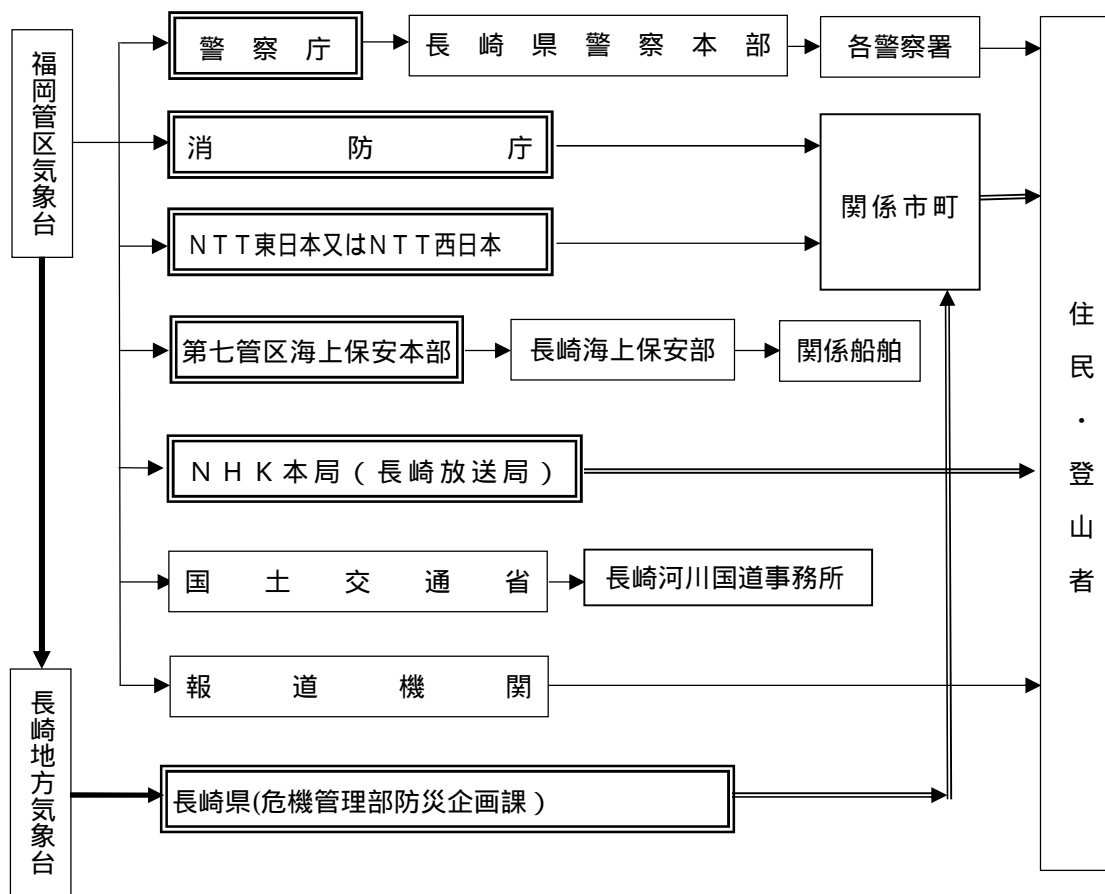 福岡管区気象台
警察庁
長崎県警察本部
各警察署
消防庁
関係市町
ＮＴＴ東日本又はＮＴＴ西日本
第七管区海上保安本部
長崎海上保安部
関係船舶
ＮＨＫ本局（長崎放送局）
国土交通省
長崎河川国道事務所
報道機関
長崎地方気象台
長崎県(危機管理部防災企画課）
住民・登山者